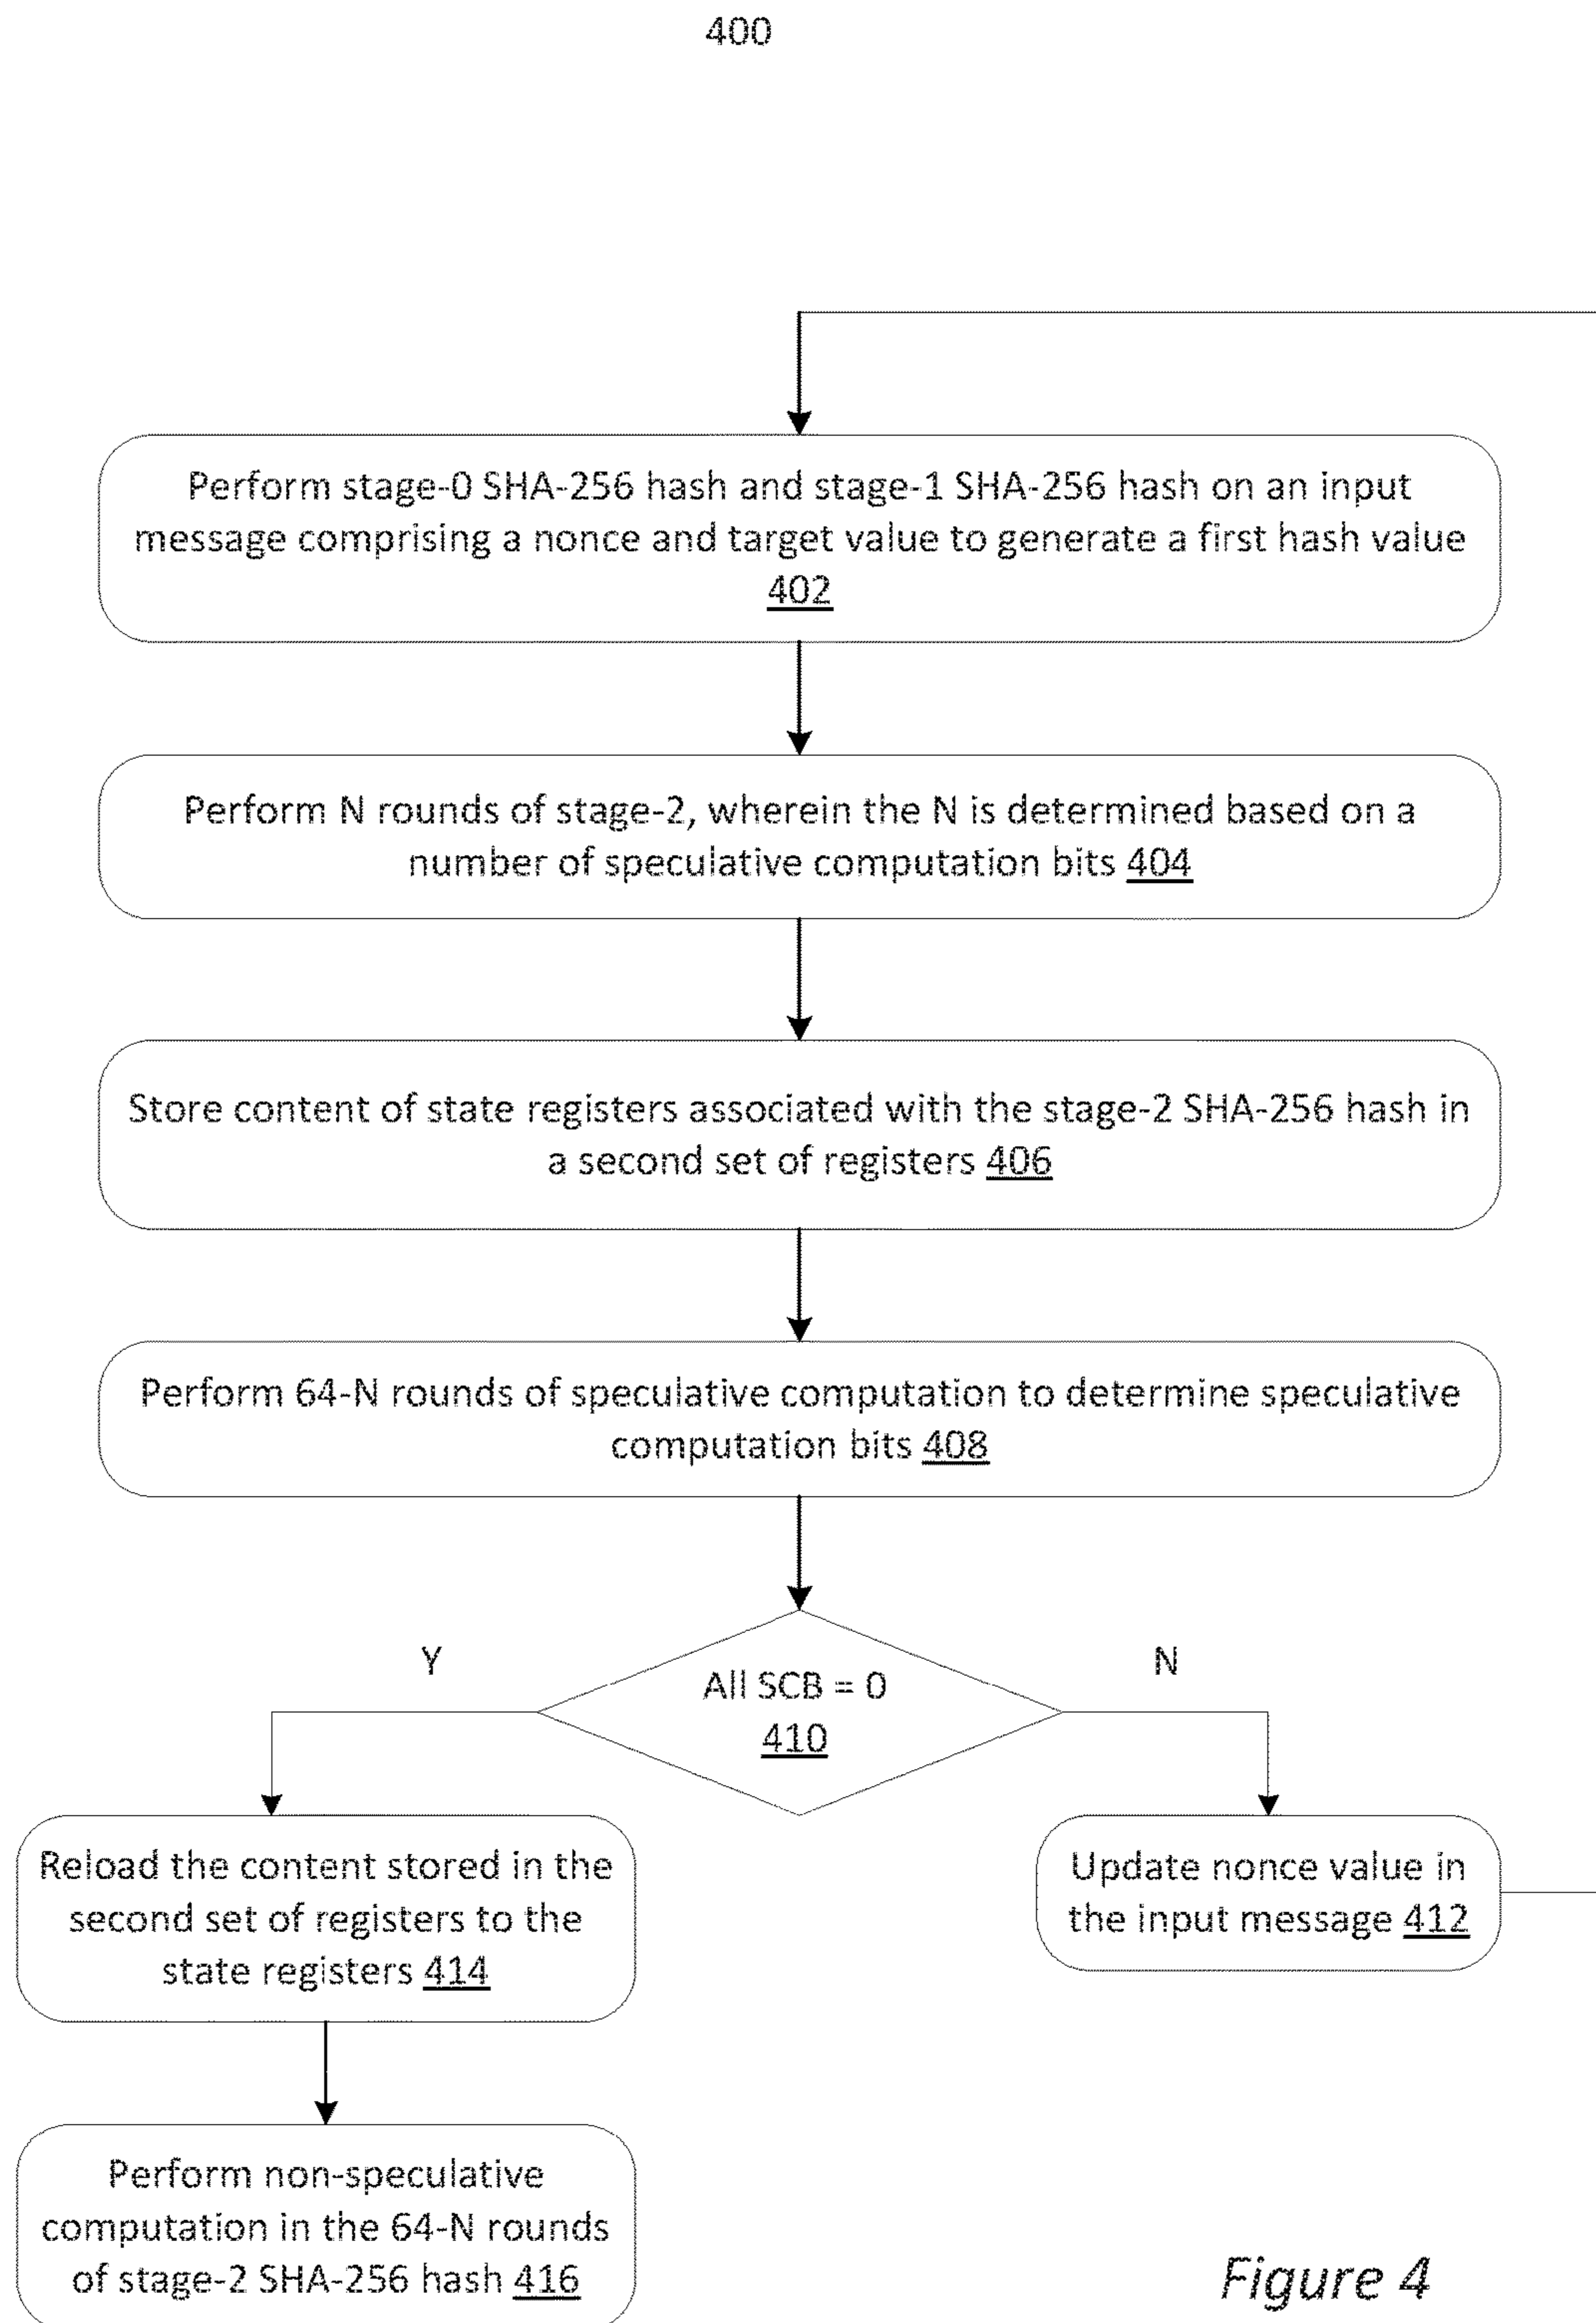 400
Perform stage-0 SHA-256 hash and stage-1 SHA-256 hash on an input
message comprising a nonce and target value to generate a first hash value
402
Perform N rounds of stage-2, wherein the N is determined based on a
number of speculative computation bits 404
Store content of state registers associated with the stage-2 SHA-256 hash in
a second set of registers 406
Perform 64-N rounds of speculative computation to determine speculative
computation bits 408
Y
N
All SCB = 0
410
Reload the content stored in the
second set of registers to the
state registers 414
Update nonce value in
the input message 412
Perform non-speculative
computation in the 64-N rounds
of stage-2 SHA-256 hash 416
Figure 4